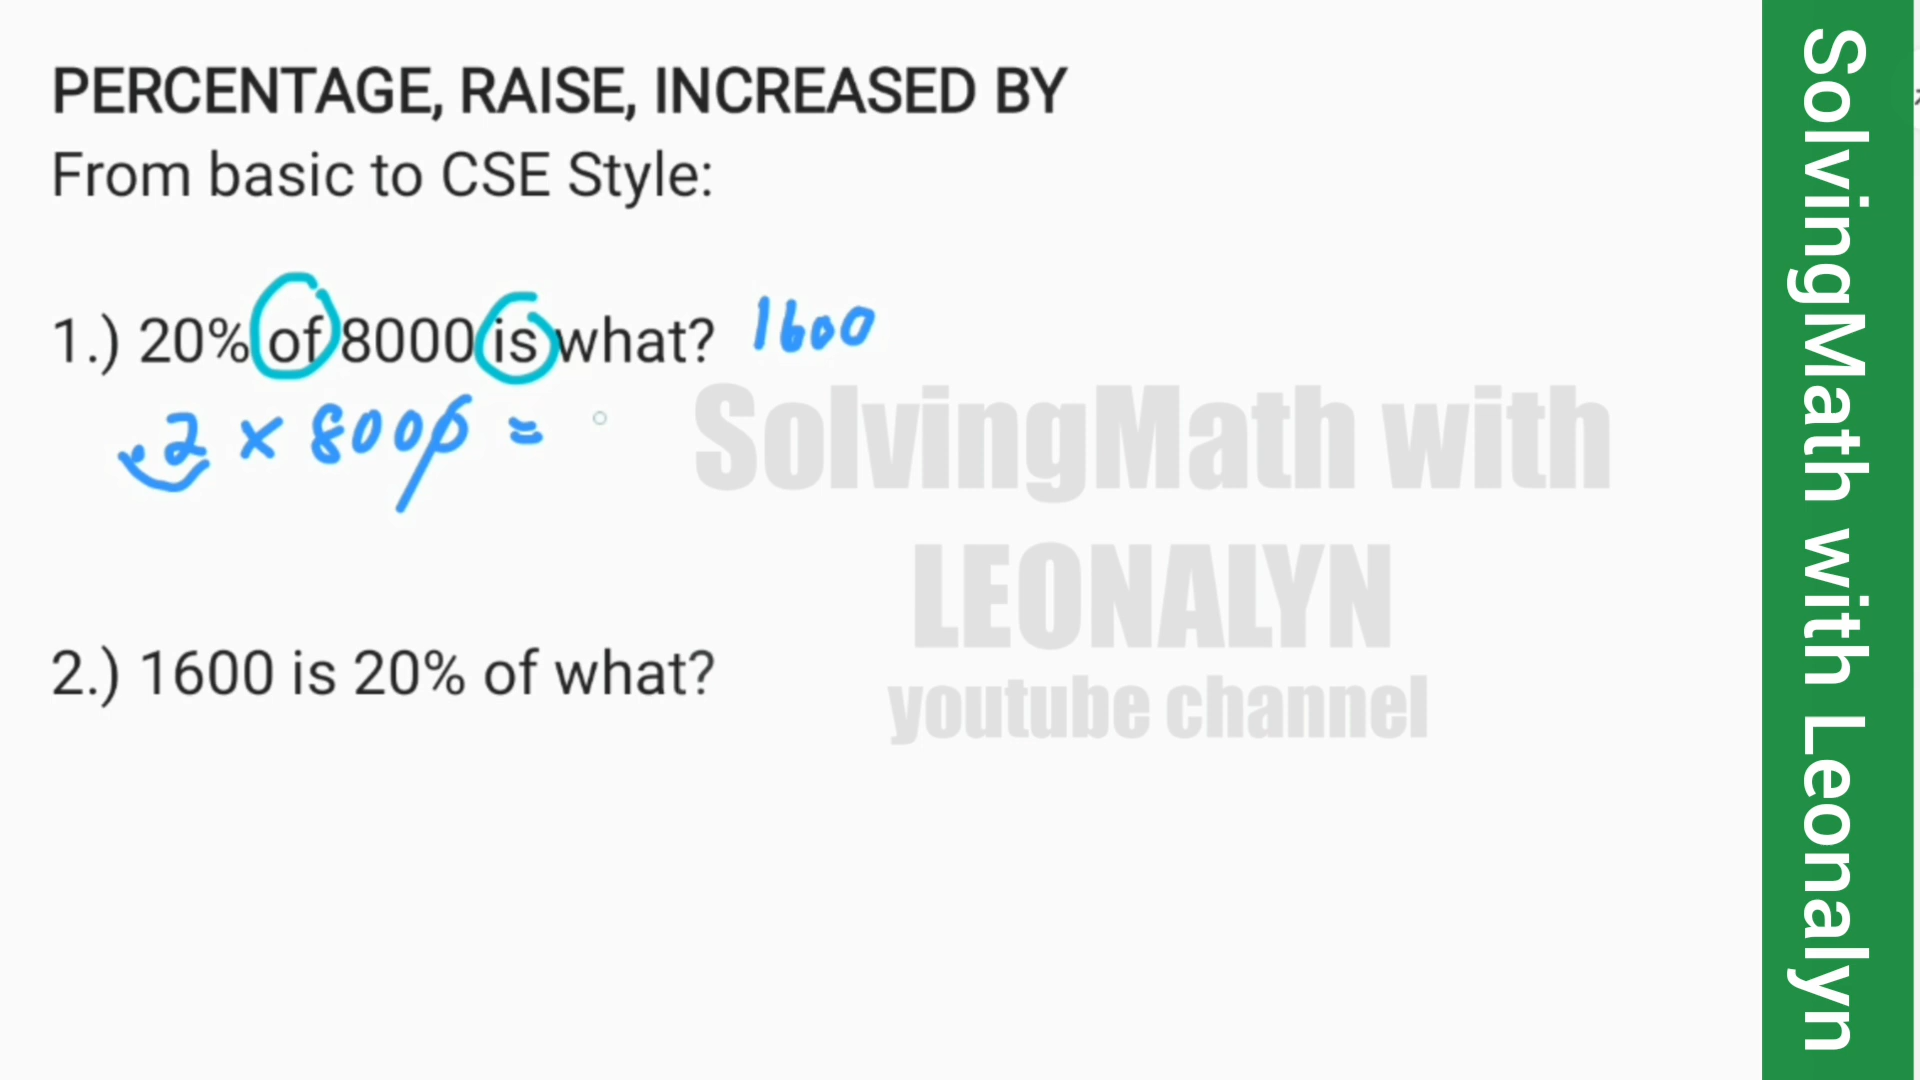 PERCENTAGE, RAISE, INCREASED BY
From basic to CSE Style:
1.) 20% of 8000 is what? 1600
.2 x 8000 =
2.) 1600 is 20% of what?
SolvingMath with
LEONALYN
youtube channel
SolvingMath with Leonalyn